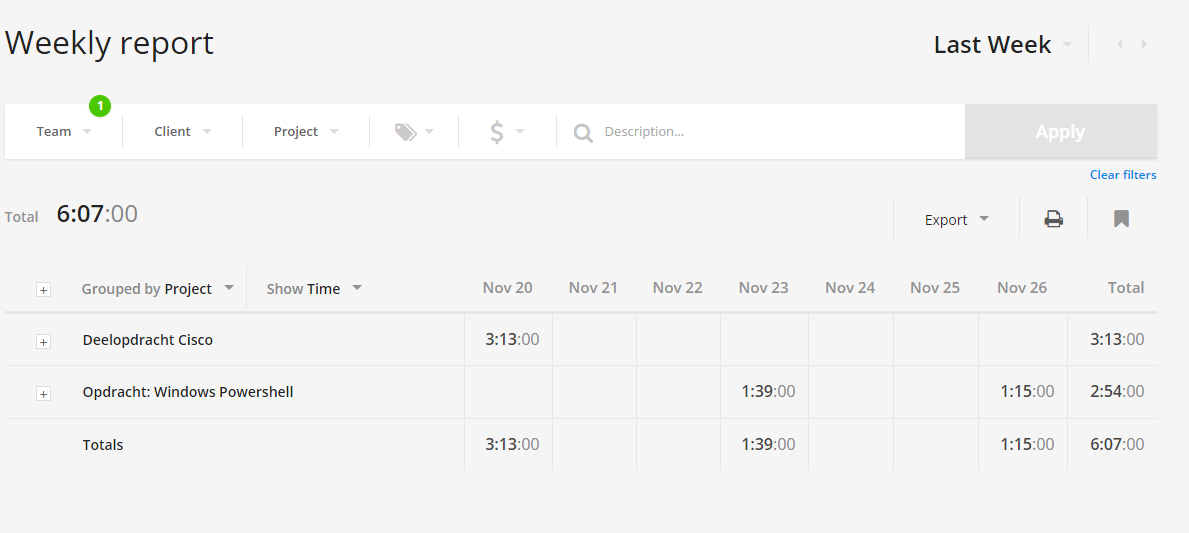 Weekly report
Last Week
1
Team Client Project $ Description... Apply
Clear filters
Total 6:07:00
Export
Grouped by Project Show Time Nov 20 Nov 21 Nov 22 Nov 23 Nov 24 Nov 25 Nov 26 Total
Deelopdracht Cisco 3:13:00 3:13:00
Opdracht: Windows Powershell 1:39:00 1:15:00 2:54:00
Totals 3:13:00 1:39:00 1:15:00 6:07:00